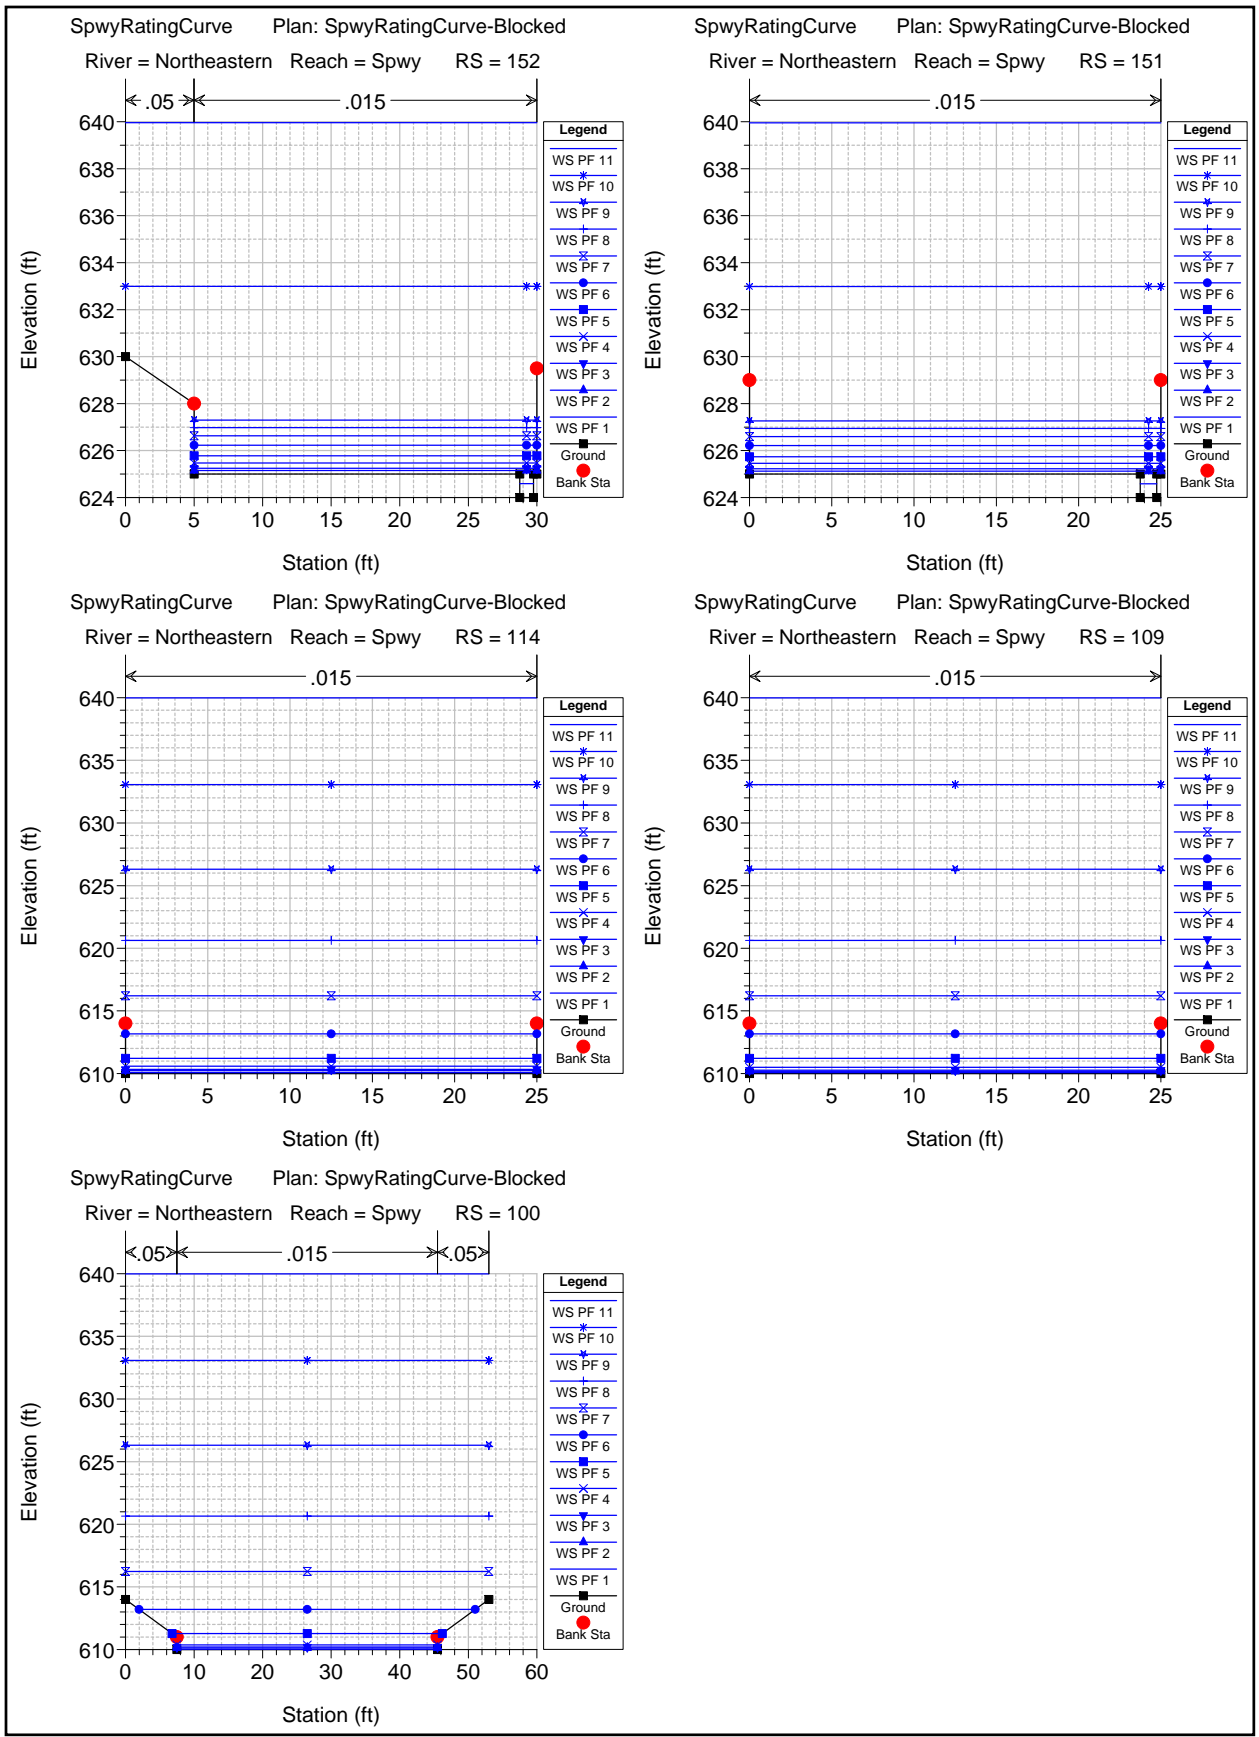 SpwyRatingCurve Plan: SpwyRatingCurve-Blocked
River = Northeastern Reach = Spwy RS = 152
.05 .015
640
638
636
634
632
630
628
626
624
0 5 10 15 20 25 30
Station (ft)
Elevation (ft)
Legend
WS PF 11
WS PF 10
WS PF 9
WS PF 8
WS PF 7
WS PF 6
WS PF 5
WS PF 4
WS PF 3
WS PF 2
WS PF 1
Ground
Bank Sta
SpwyRatingCurve Plan: SpwyRatingCurve-Blocked
River = Northeastern Reach = Spwy RS = 151
.015
640
638
636
634
632
630
628
626
624
0 5 10 15 20 25
Station (ft)
Elevation (ft)
Legend
WS PF 11
WS PF 10
WS PF 9
WS PF 8
WS PF 7
WS PF 6
WS PF 5
WS PF 4
WS PF 3
WS PF 2
WS PF 1
Ground
Bank Sta
SpwyRatingCurve Plan: SpwyRatingCurve-Blocked
River = Northeastern Reach = Spwy RS = 114
.015
640
635
630
625
620
615
610
0 5 10 15 20 25
Station (ft)
Elevation (ft)
Legend
WS PF 11
WS PF 10
WS PF 9
WS PF 8
WS PF 7
WS PF 6
WS PF 5
WS PF 4
WS PF 3
WS PF 2
WS PF 1
Ground
Bank Sta
SpwyRatingCurve Plan: SpwyRatingCurve-Blocked
River = Northeastern Reach = Spwy RS = 109
.015
640
635
630
625
620
615
610
0 5 10 15 20 25
Station (ft)
Elevation (ft)
Legend
WS PF 11
WS PF 10
WS PF 9
WS PF 8
WS PF 7
WS PF 6
WS PF 5
WS PF 4
WS PF 3
WS PF 2
WS PF 1
Ground
Bank Sta
SpwyRatingCurve Plan: SpwyRatingCurve-Blocked
River = Northeastern Reach = Spwy RS = 100
.05 .015 .05
640
635
630
625
620
615
610
0 10 20 30 40 50 60
Station (ft)
Elevation (ft)
Legend
WS PF 11
WS PF 10
WS PF 9
WS PF 8
WS PF 7
WS PF 6
WS PF 5
WS PF 4
WS PF 3
WS PF 2
WS PF 1
Ground
Bank Sta